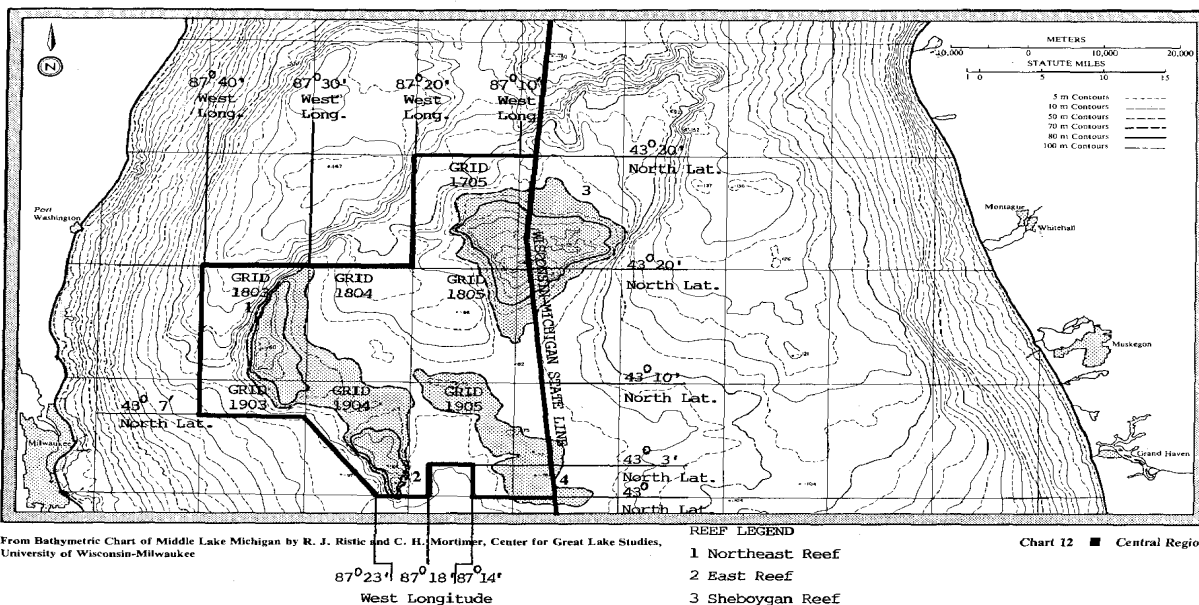 87° 40'
West
Long.
87° 30'
West
Long.
87° 20'
West
Long.
87° 10'
West
Long.
METERS
10,000 0 10,000 20,000
STATUTE MILES
1 0 5 10 15
5 m Contours
10 m Contours
50 m Contours
70 m Contours
80 m Contours
100 m Contours
43° 30'
North Lat.
GRID
1705
3
Port
Washington
Montague
Whitehall
WISCONSIN-MICHIGAN STATE LINE
43° 20'
North Lat.
GRID
1803
1
GRID
1804
GRID
1805
Muskegon
43° 10'
North Lat.
GRID
1903
GRID
1904
GRID
1905
43° 7'
North Lat.
Milwaukee
Grand Haven
43° 3'
North Lat.
2
4
43°
North Lat.
From Bathymetric Chart of Middle Lake Michigan by R. J. Ristic and C. H. Mortimer, Center for Great Lake Studies,
University of Wisconsin-Milwaukee
REEF LEGEND
Chart 12 ■ Central Regio
1 Northeast Reef
2 East Reef
3 Sheboygan Reef
87° 23' 87° 18' 87° 14'
West Longitude